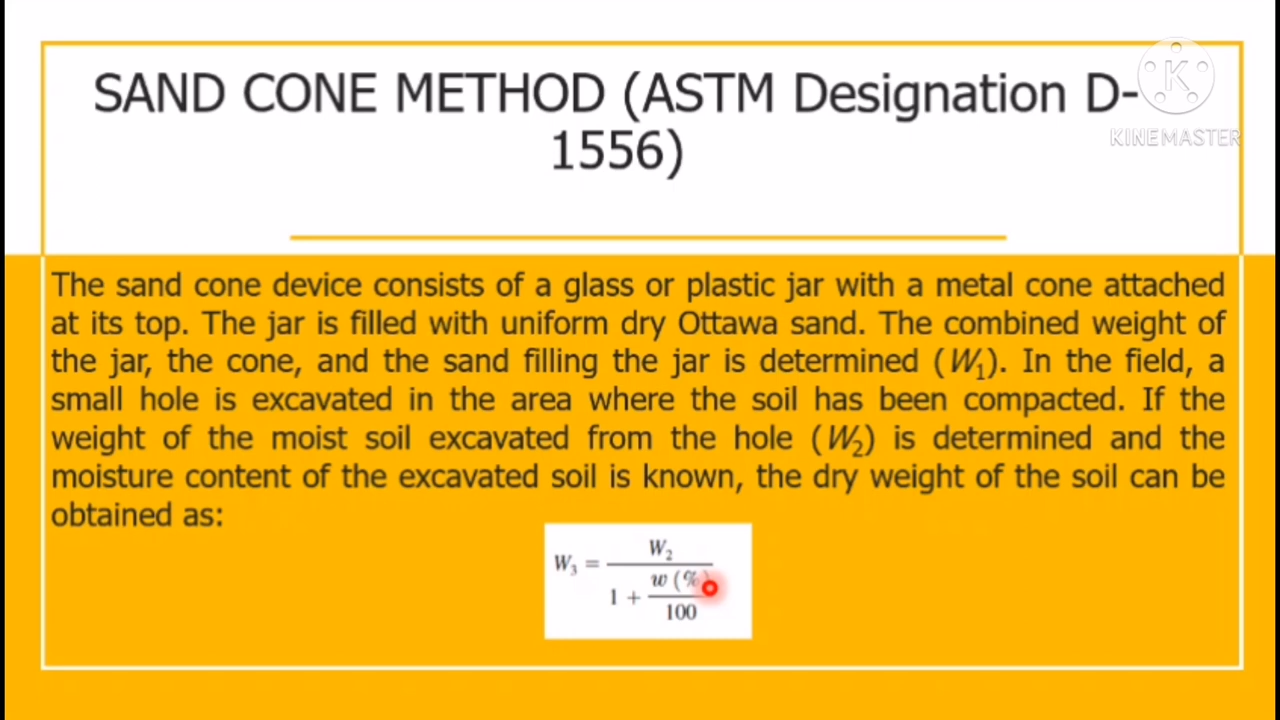 SAND CONE METHOD (ASTM Designation D-
1556)
K
KINEMASTER
The sand cone device consists of a glass or plastic jar with a metal cone attached
at its top. The jar is filled with uniform dry Ottawa sand. The combined weight of
the jar, the cone, and the sand filling the jar is determined (W₁). In the field, a
small hole is excavated in the area where the soil has been compacted. If the
weight of the moist soil excavated from the hole (W₂) is determined and the
moisture content of the excavated soil is known, the dry weight of the soil can be
obtained as:
W₃ = W₂ / (1 + w (%) / 100)